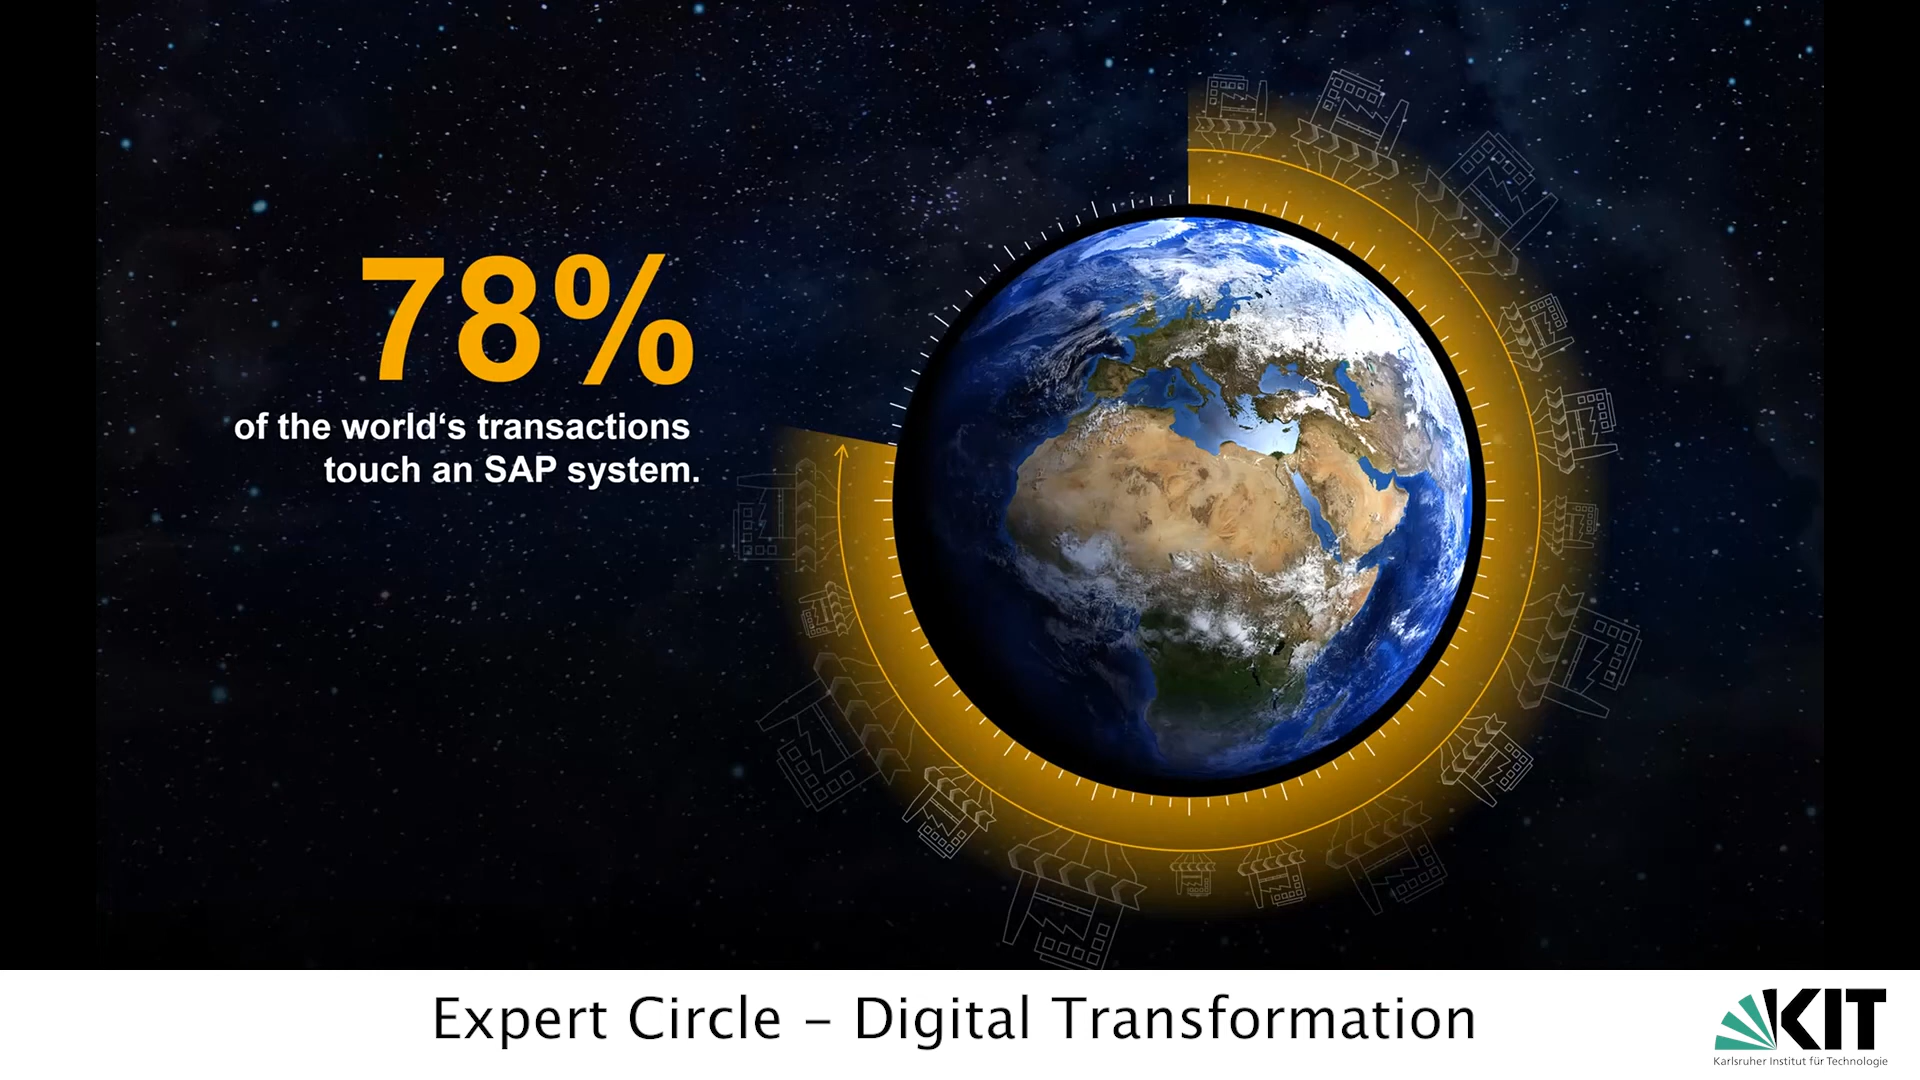 78%
of the world‘s transactions
touch an SAP system.
Expert Circle – Digital Transformation
KIT
Karlsruher Institut für Technologie